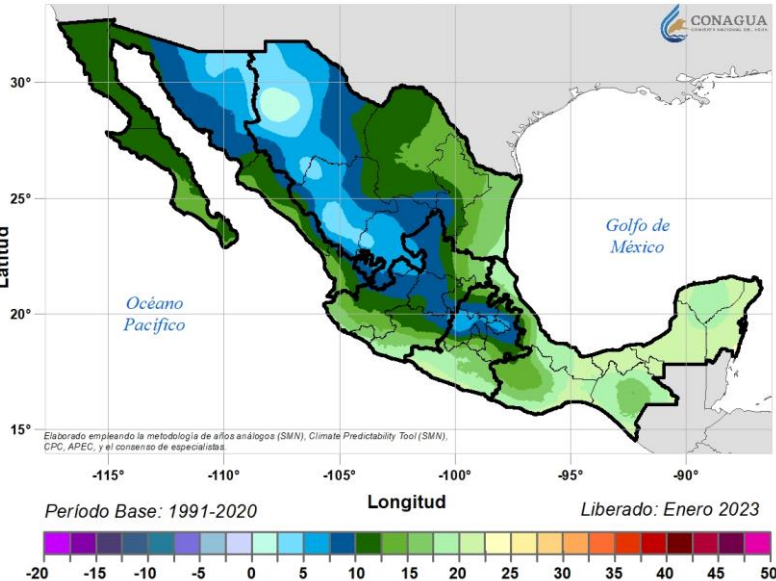 CONAGUA
COMISIÓN NACIONAL DEL AGUA
30°
25°
20°
15°
Latitud
Golfo de
México
Océano
Pacífico
Elaborado empleando la metodología de años análogos (SMN), Climate Predictability Tool (SMN),
CPC, APEC, y el consenso de especialistas.
-115° -110° -105° -100° -95° -90°
Longitud
Período Base: 1991-2020
Liberado: Enero 2023
-20 -15 -10 -5 0 5 10 15 20 25 30 35 40 45 50